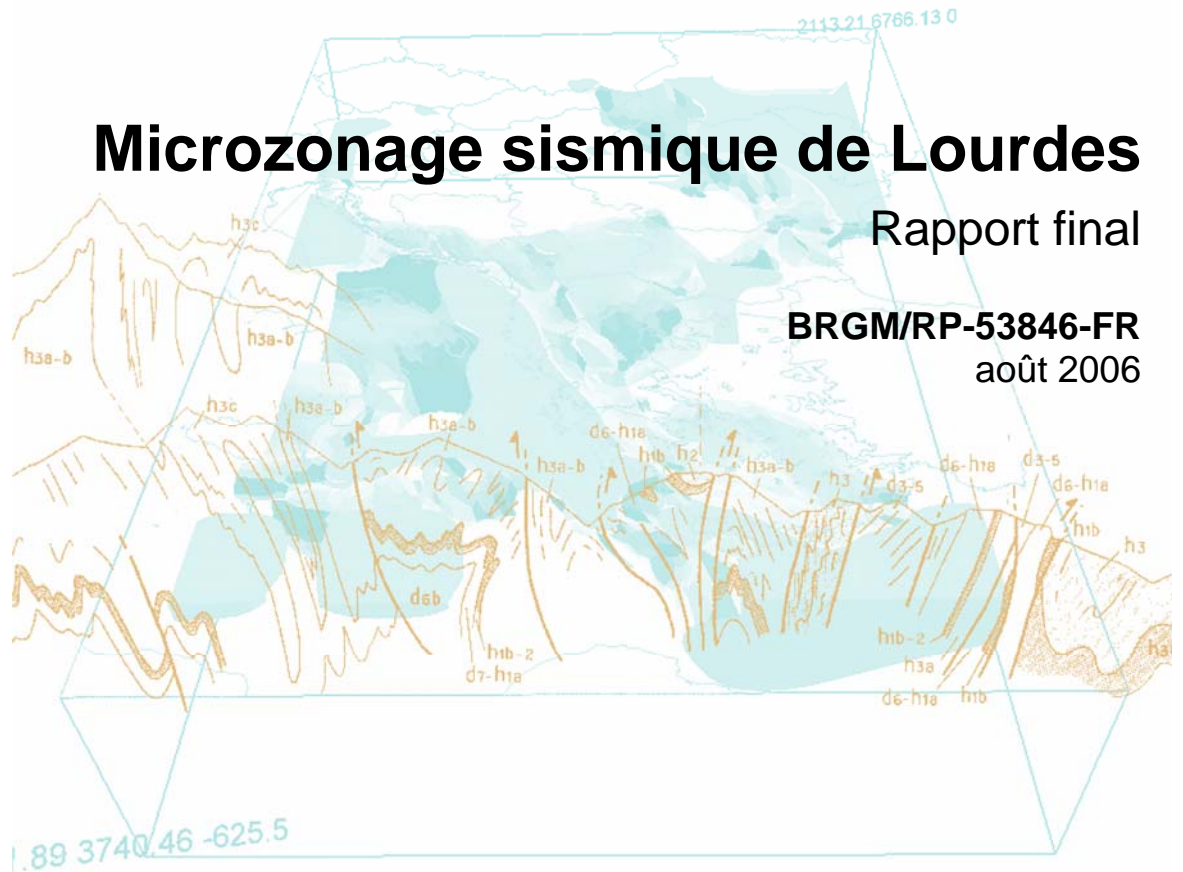 2113.21 6766.13 0
Microzonage sismique de Lourdes
Rapport final
BRGM/RP-53846-FR
août 2006
h3c
h3a-b
h3a-b
h3c
h3a-b
h3a-b
h3a-b
d6-h1a
h1b
h2
h3a-b
h3
d3-5
d6-h1a
d3-5
d6-h1a
h1b
h3
d6b
h1b-2
d7-h1a
h1b-2
h3a
d6-h1a
h1b
h3
.89 3740.46 -625.5